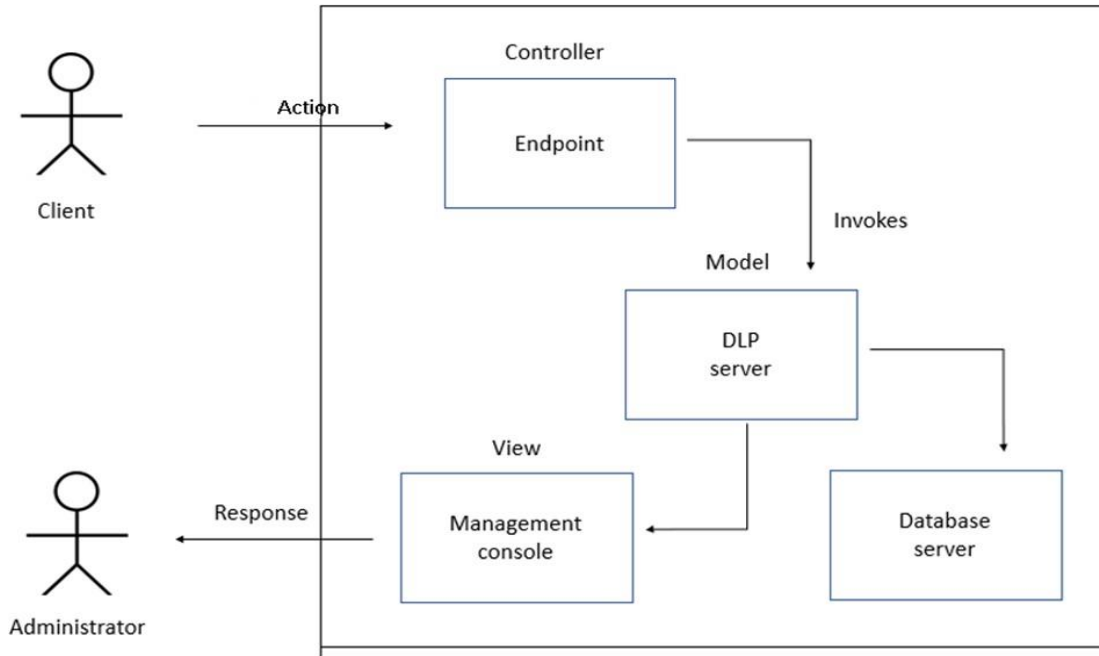 Controller
Action
Endpoint
Client
Invokes
Model
DLP
server
View
Response
Management
console
Database
server
Administrator